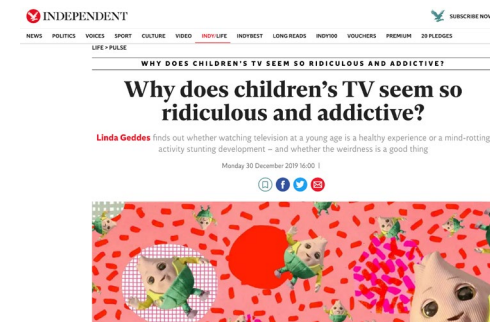 INDEPENDENT
SUBSCRIBE NOW
NEWS POLITICS VOICES SPORT CULTURE VIDEO INDY/LIFE INDYBEST LONG READS INDY100 VOUCHERS PREMIUM 20 PLEDGES
LIFE > PULSE
WHY DOES CHILDREN'S TV SEEM SO RIDICULOUS AND ADDICTIVE?
Why does children's TV seem so
ridiculous and addictive?
Linda Geddes finds out whether watching television at a young age is a healthy experience or a mind-rotting
activity stunting development – and whether the weirdness is a good thing
Monday 30 December 2019 16:00 |